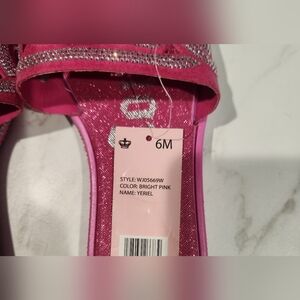 6M
STYLE: WJ05669W
COLOR: BRIGHT PINK
NAME: YERIEL